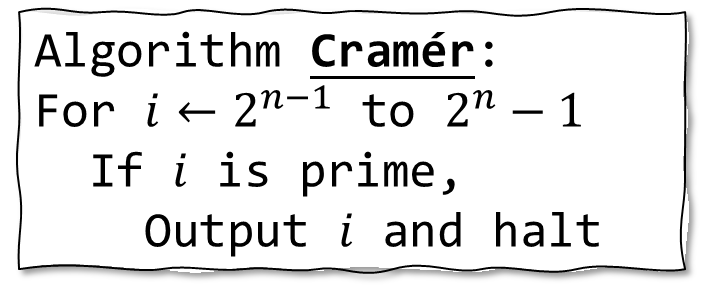 Algorithm Cramér:
For i ← 2^{n−1} to 2^n − 1
If i is prime,
Output i and halt